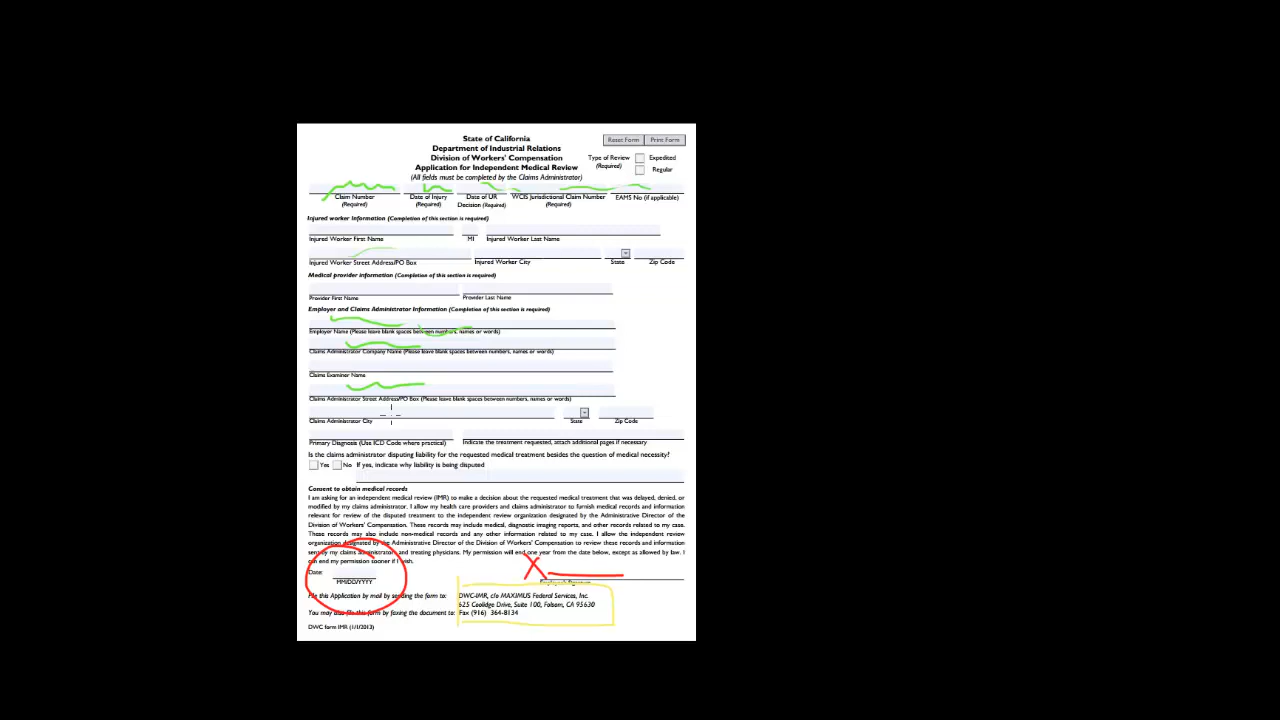 State of California
Reset Form Print Form
Department of Industrial Relations
Division of Workers' Compensation
Type of Review Expedited
(Required)
Application for Independent Medical Review
Regular
(All fields must be completed by the Claims Administrator)
Claim Number Date of Injury Date of UR WCIS Jurisdictional Claim Number EAMS No (if applicable)
(Required) (Required) Decision (Required) (Required)
Injured worker Information (Completion of this section is required)
Injured Worker First Name MI Injured Worker Last Name
Injured Worker Street Address/PO Box Injured Worker City State Zip Code
Medical provider information (Completion of this section is required)
Provider First Name Provider Last Name
Employer and Claims Administrator Information (Completion of this section is required)
Employer Name (Please leave blank spaces between numbers, names or words)
Claims Administrator Company Name (Please leave blank spaces between numbers, names or words)
Claims Examiner Name
Claims Administrator Street Address/PO Box (Please leave blank spaces between numbers, names or words)
Claims Administrator City State Zip Code
Primary Diagnosis (Use ICD Code where practical) Indicate the treatment requested, attach additional pages if necessary
Is the claims administrator disputing liability for the requested medical treatment besides the question of medical necessity?
Yes No If yes, indicate why liability is being disputed
Consent to obtain medical records
I am asking for an independent medical review (IMR) to make a decision about the requested medical treatment that was delayed, denied, or
modified by my claims administrator. I allow my health care providers and claims administrator to furnish medical records and information
relevant for review of the disputed treatment to the independent review organization designated by the Administrative Director of the
Division of Workers' Compensation. These records may include medical, diagnostic imaging reports, and other records related to my case.
These records may also include non-medical records and any other information related to my case. I allow the independent review
organization designated by the Administrative Director of the Division of Workers' Compensation to review these records and information
sent by my claims administrator and treating physicians. My permission will end one year from the date below, except as allowed by law. I
can end my permission sooner if I wish.
X
Date:
MM/DD/YYYY Employee Signature
File this Application by mail by sending the form to: DWC-IMR, c/o MAXIMUS Federal Services, Inc.
625 Coolidge Drive, Suite 100, Folsom, CA 95630
You may also file this form by faxing the document to: Fax (916) 364-8134
DWC form IMR (1/1/2013)